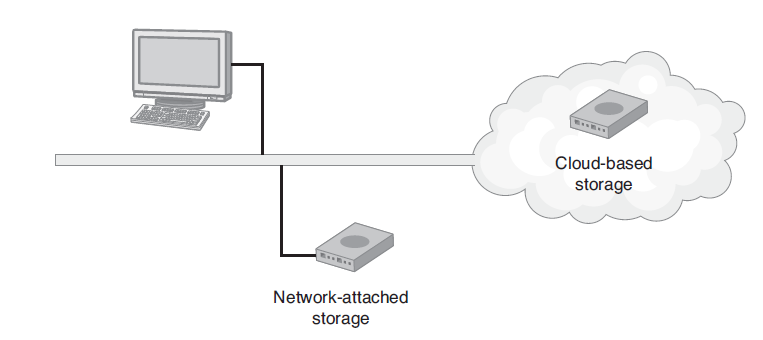 Cloud-based
storage
Network-attached
storage